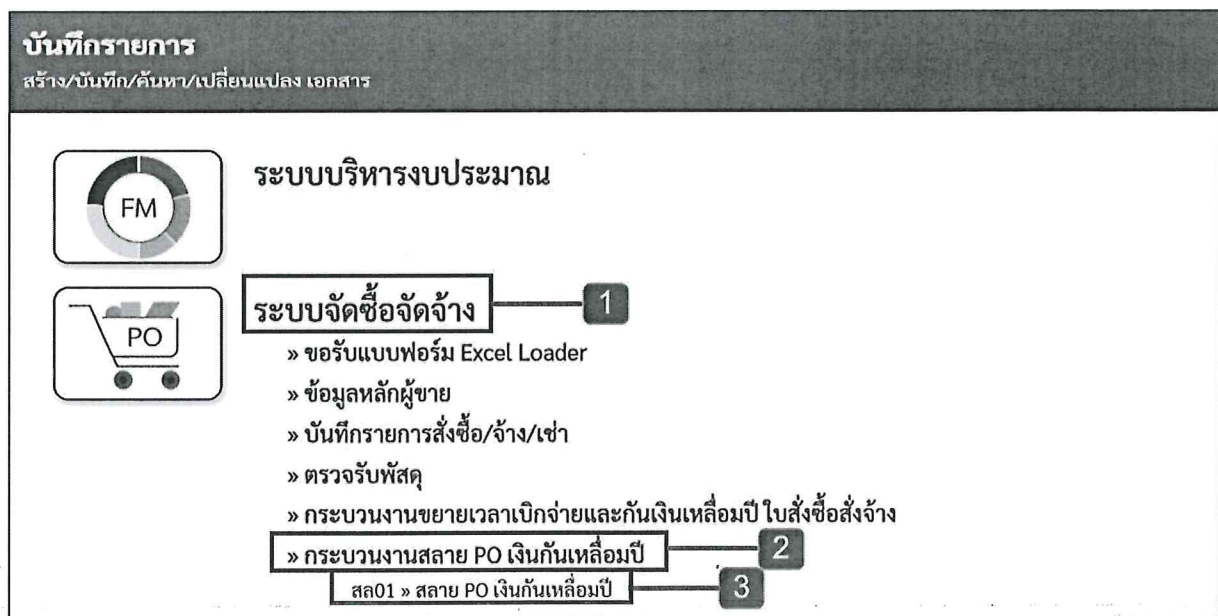 บันทึกรายการ
สร้าง/บันทึก/ค้นหา/เปลี่ยนแปลง เอกสาร
FM
ระบบบริหารงบประมาณ
PO
ระบบจัดซื้อจัดจ้าง 1
» ขอรับแบบฟอร์ม Excel Loader
» ข้อมูลหลักผู้ขาย
» บันทึกรายการสั่งซื้อ/จ้าง/เช่า
» ตรวจรับพัสดุ
» กระบวนงานขยายเวลาเบิกจ่ายและกันเงินเหลื่อมปี ใบสั่งซื้อสั่งจ้าง
» กระบวนงานสลาย PO เงินกันเหลื่อมปี 2
สล01 » สลาย PO เงินกันเหลื่อมปี 3